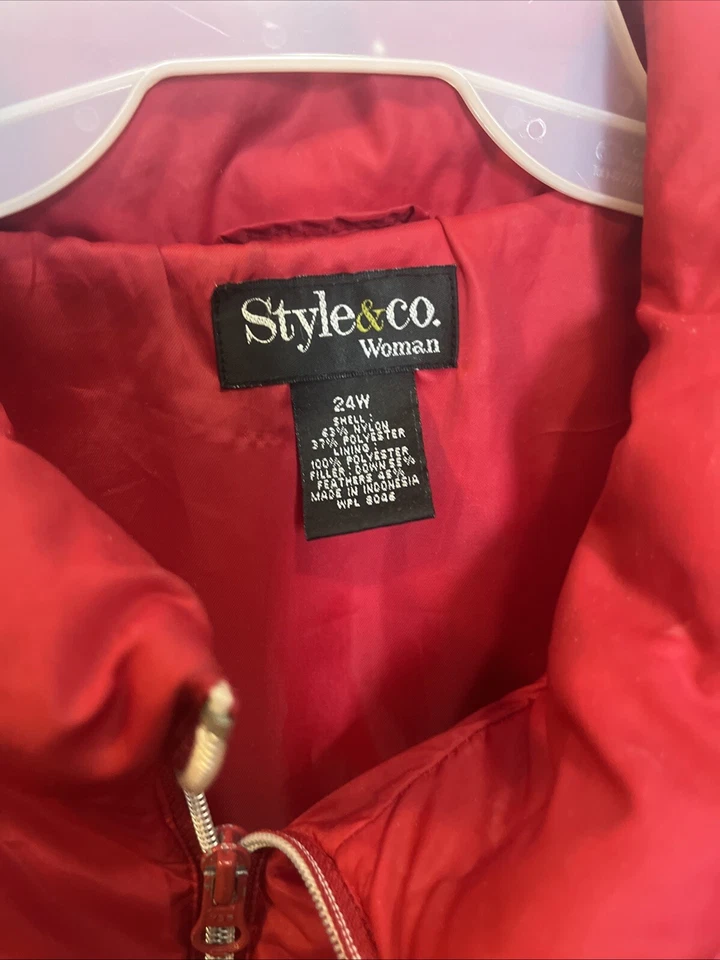 Style&co.
Woman
24W
SHELL:
63% NYLON
37% POLYESTER
LINING:
100% POLYESTER
FILLER: DOWN 55%
FEATHERS 45%
MADE IN INDONESIA
WPL 8046